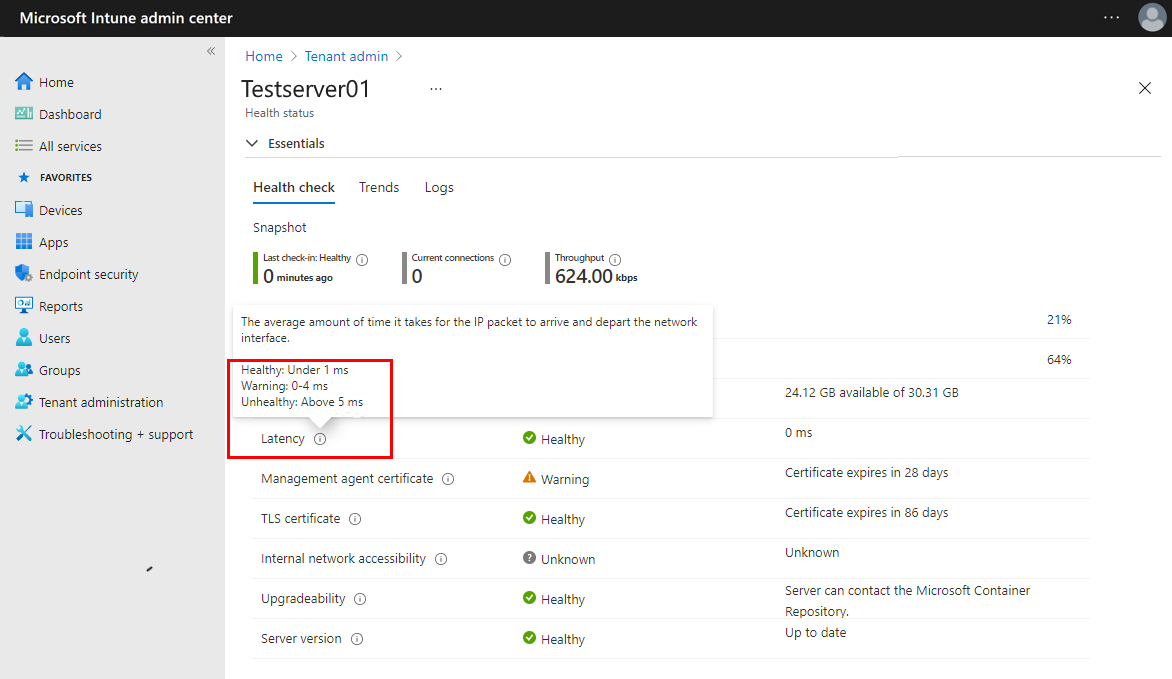 Microsoft Intune admin center
Home
Dashboard
All services
FAVORITES
Devices
Apps
Endpoint security
Reports
Users
Groups
Tenant administration
Troubleshooting + support
Home > Tenant admin >
Testserver01 ...
Health status
Essentials
Health check Trends Logs
Snapshot
Last check-in: Healthy
0 minutes ago
Current connections
0
Throughput
624.00 kbps
The average amount of time it takes for the IP packet to arrive and depart the network
interface.
Healthy: Under 1 ms
Warning: 0-4 ms
Unhealthy: Above 5 ms
21%
64%
24.12 GB available of 30.31 GB
Latency Healthy 0 ms
Management agent certificate Warning Certificate expires in 28 days
TLS certificate Healthy Certificate expires in 86 days
Internal network accessibility Unknown Unknown
Upgradeability Healthy Server can contact the Microsoft Container
Repository.
Server version Healthy Up to date